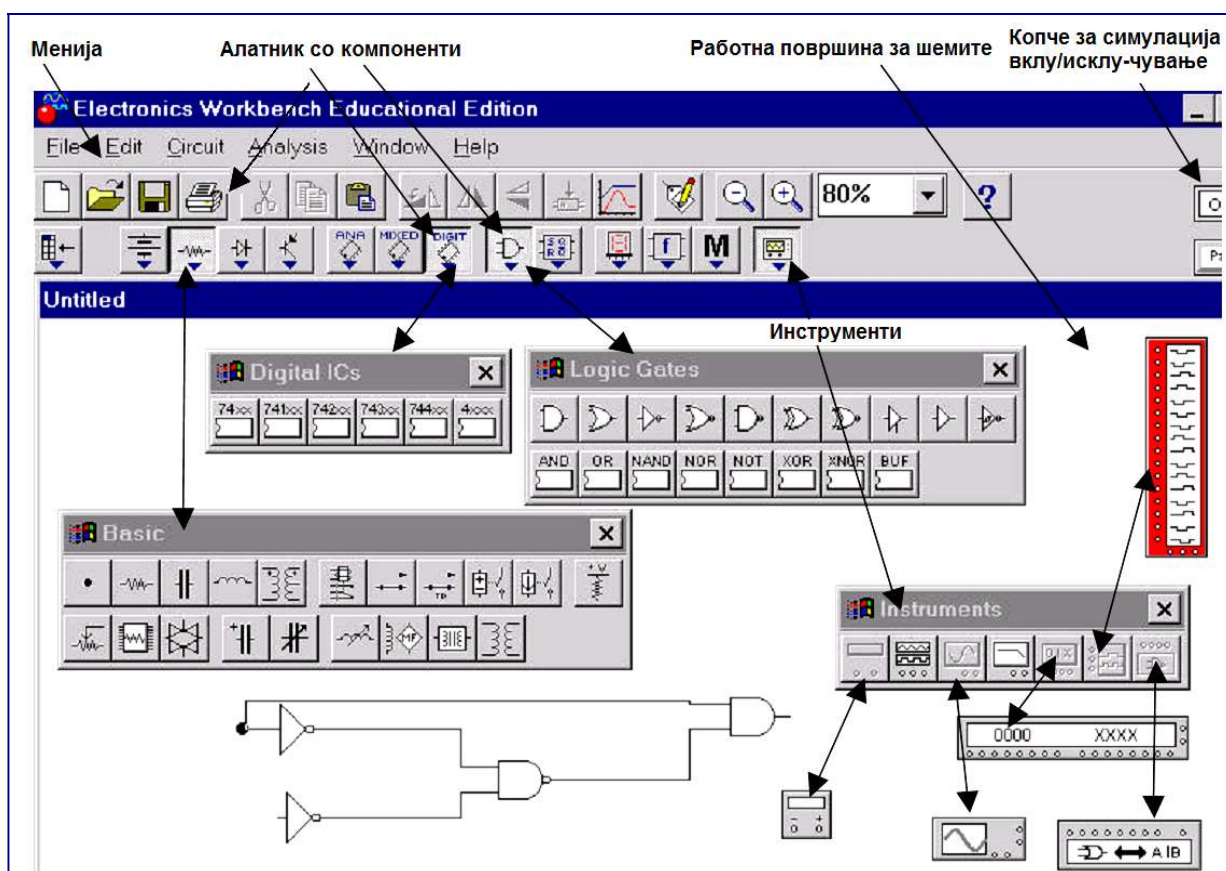 Менија
Алатник со компоненти
Работна површина за шемите
Копче за симулација
вклу/исклу-чување
Electronics Workbench Educational Edition
File Edit Circuit Analysis Window Help
80% ?
ANA MIXED DIGIT
f M
Untitled
Инструменти
Digital ICs
74xx 741xx 742xx 743xx 744xx 4xxx
Logic Gates
AND OR NAND NOR NOT XOR XNOR BUF
Basic
Instruments
0000 XXXX
A|B